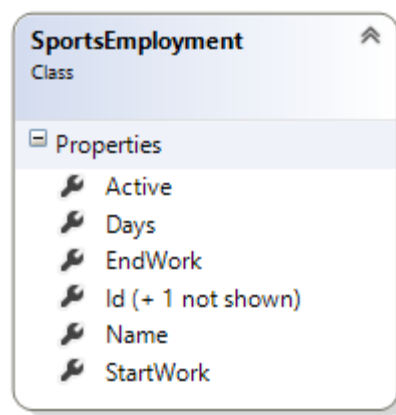 SportsEmployment
Class
Properties
Active
Days
EndWork
Id (+ 1 not shown)
Name
StartWork